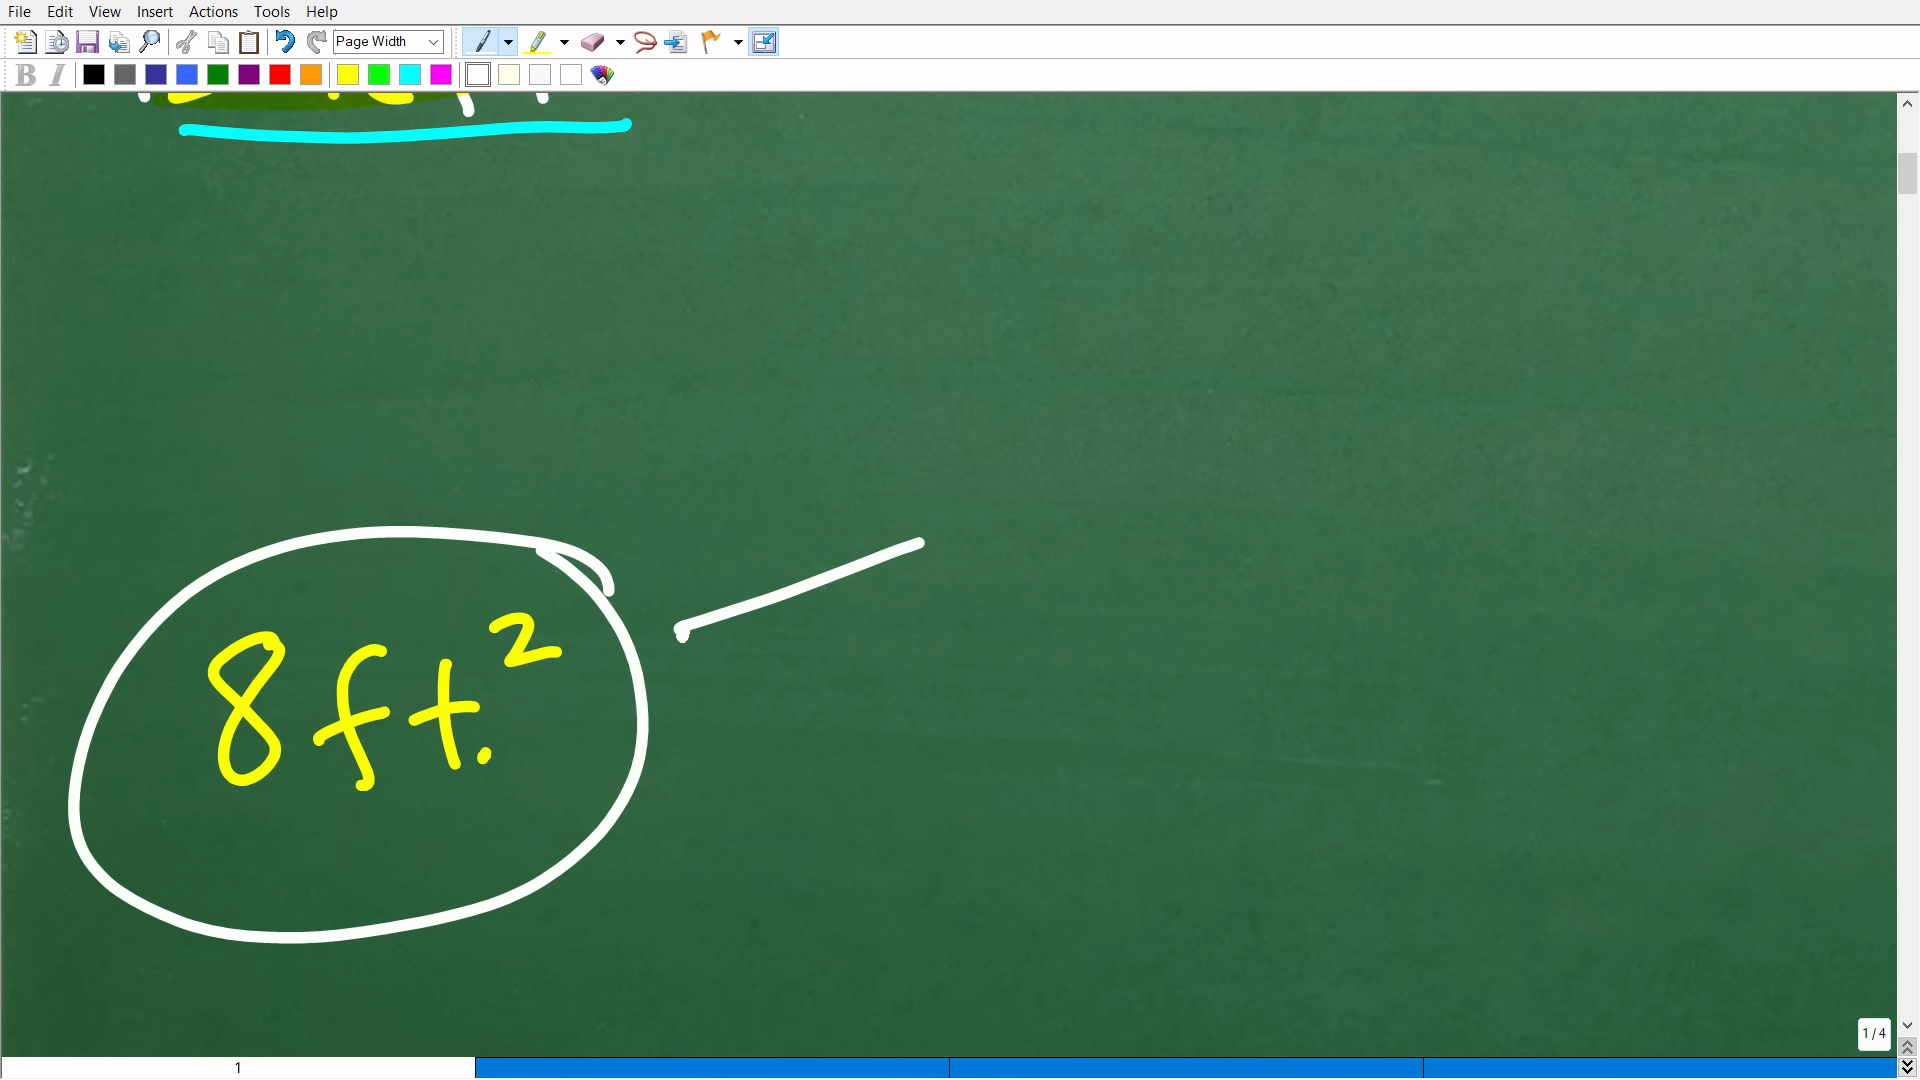 File Edit View Insert Actions Tools Help
Page Width
B I
8 ft.²
1 / 4
1